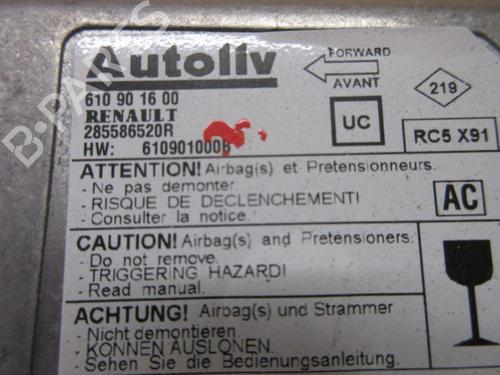 Autoliv
FORWARD
AVANT
610 90 16 00
RENAULT
285586520R
HW: 610901000B
UC
219
RC5 X91
ATTENTION! Airbag(s) et Pretensionneurs.
- Ne pas demonter.
- RISQUE DE DECLENCHEMENT!
- Consulter la notice.
AC
CAUTION! Airbag(s) and Pretensioners.
- Do not remove.
- TRIGGERING HAZARD!
- Read manual.
ACHTUNG! Airbag(s) und Strammer
- Nicht demontieren.
- KONNEN AUSLONEN.
- Sehen Sie die Bedienungsanleitung.
B-PARTS